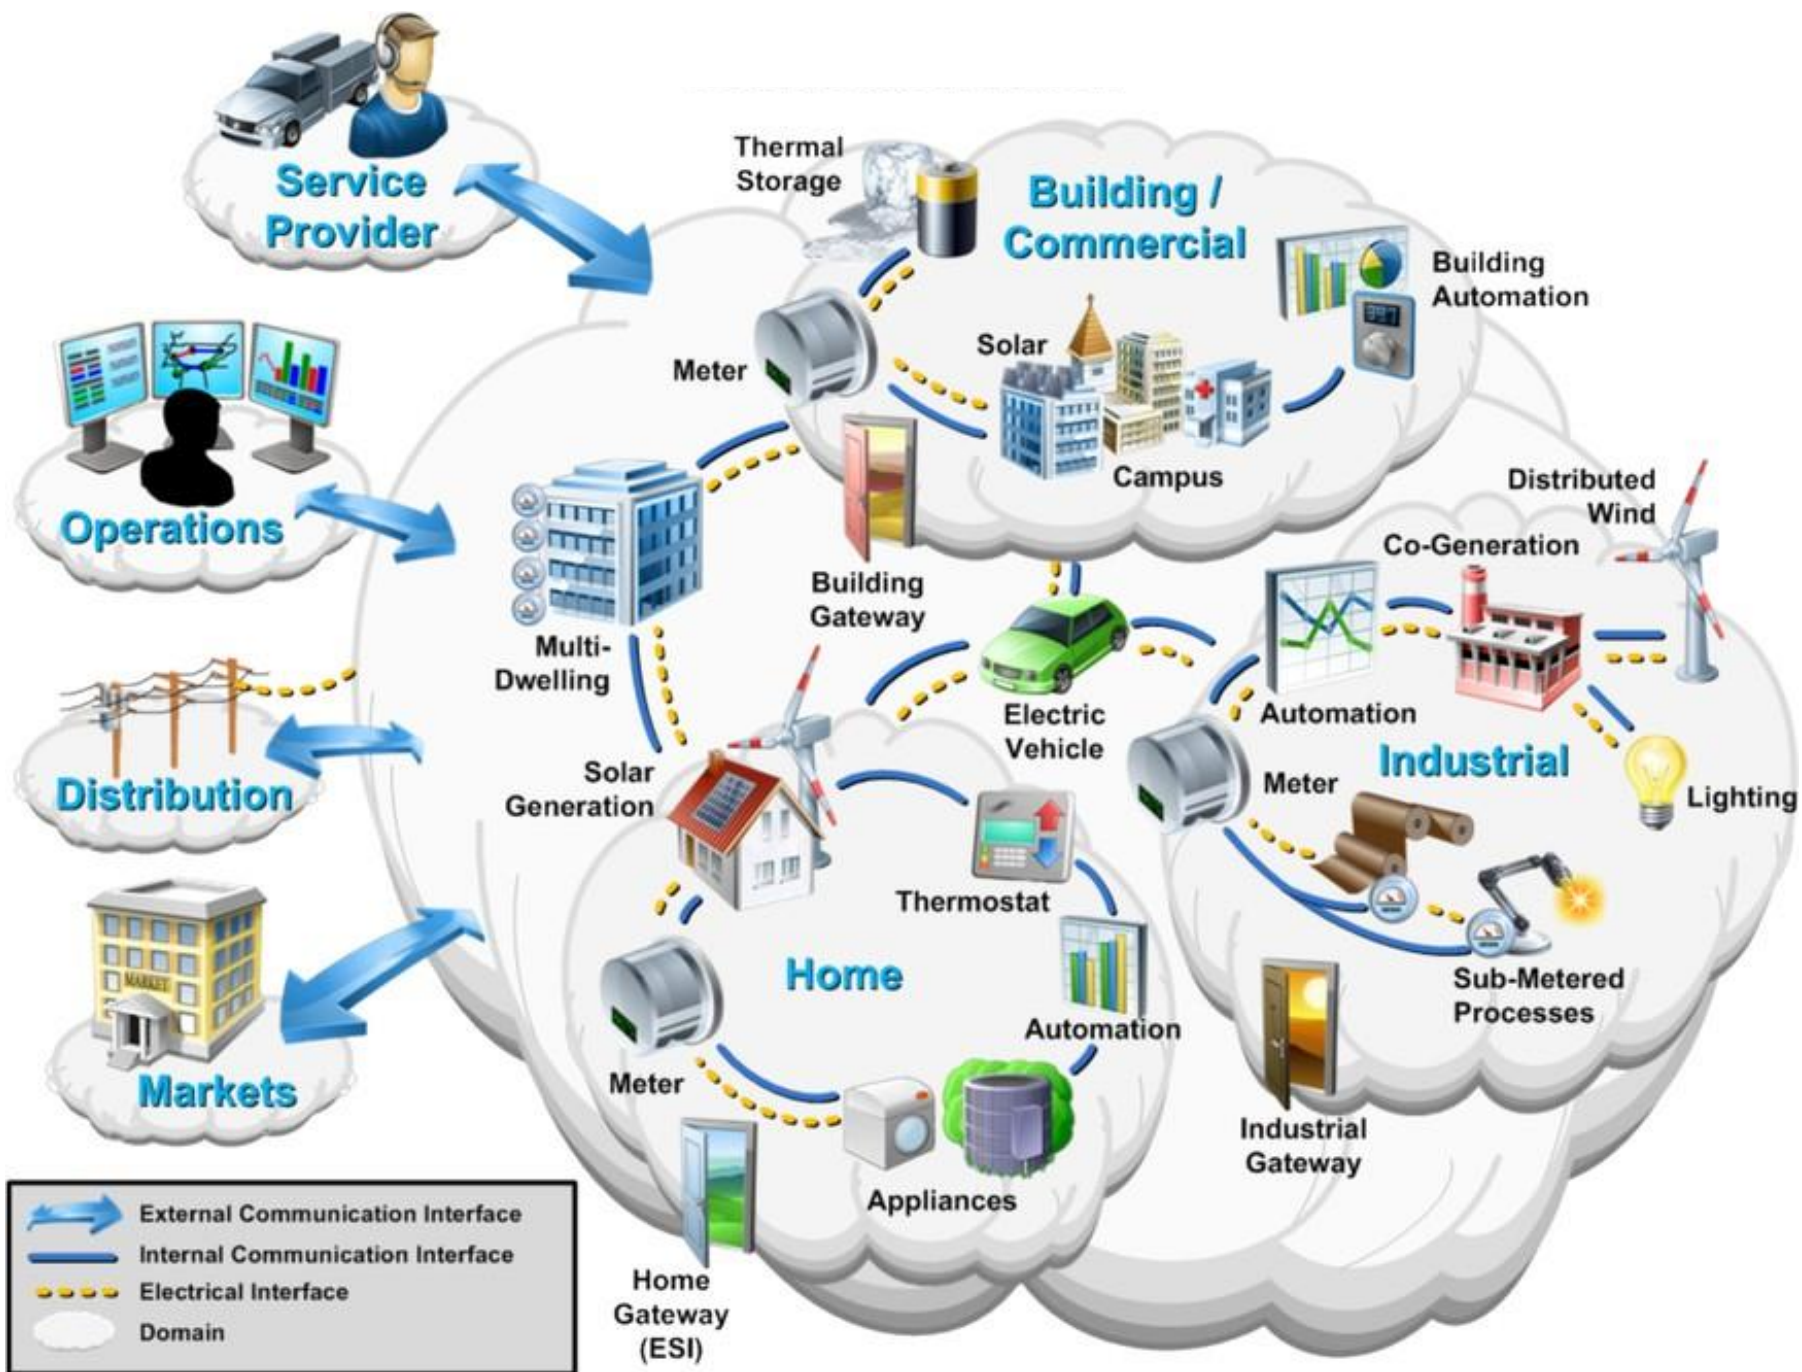 Service
Provider
Operations
Distribution
MARKET
Markets
Thermal
Storage
Building /
Commercial
Building
Automation
Meter
Solar
Campus
Building
Gateway
Multi-
Dwelling
Electric
Vehicle
Distributed
Wind
Co-Generation
Automation
Industrial
Meter
Lighting
Sub-Metered
Processes
Industrial
Gateway
Solar
Generation
Thermostat
Home
Automation
Meter
Appliances
Home
Gateway
(ESI)
External Communication Interface
Internal Communication Interface
Electrical Interface
Domain